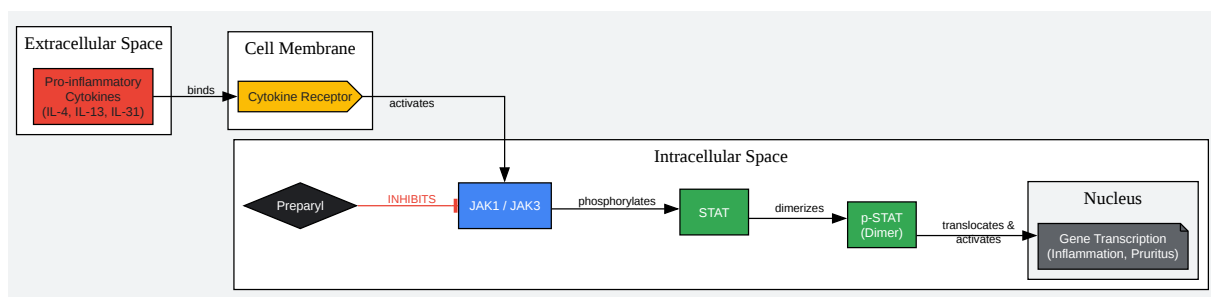 Extracellular Space
Pro-inflammatory
Cytokines
(IL-4, IL-13, IL-31)
binds
Cell Membrane
Cytokine Receptor
activates
Intracellular Space
Preparyl
INHIBITS
JAK1 / JAK3
phosphorylates
STAT
dimerizes
p-STAT
(Dimer)
translocates &
activates
Nucleus
Gene Transcription
(Inflammation, Pruritus)